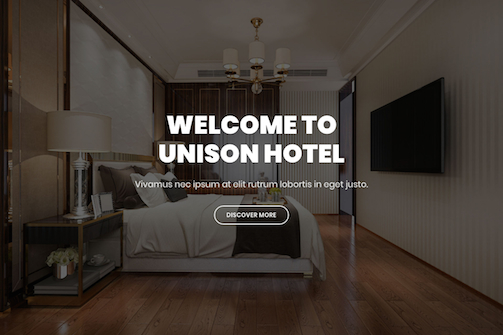 WELCOME TO
UNISON HOTEL
Vivamus nec ipsum at elit rutrum lobortis in eget justo.
DISCOVER MORE